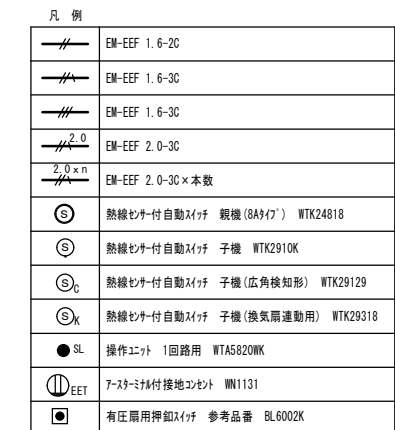 凡 例
EM-EEF 1.6-2C
EM-EEF 1.6-3C
EM-EEF 1.6-3C
2.0 EM-EEF 2.0-3C
2.0×n EM-EEF 2.0-3C×本数
S 熱線ｾﾝｻｰ付自動ｽｲｯﾁ 親機(8Aﾀｲﾌﾟ) WTK24818
S 熱線ｾﾝｻｰ付自動ｽｲｯﾁ 子機 WTK2910K
S C 熱線ｾﾝｻｰ付自動ｽｲｯﾁ 子機(広角検知形) WTK29129
S K 熱線ｾﾝｻｰ付自動ｽｲｯﾁ 子機(換気扇連動用) WTK29318
SL 操作ﾕﾆｯﾄ 1回路用 WTA5820WK
EET ｱｰｽﾀｰﾐﾅﾙ付接地ｺﾝｾﾝﾄ WN1131
有圧扇用押釦ｽｲｯﾁ 参考品番 BL6002K